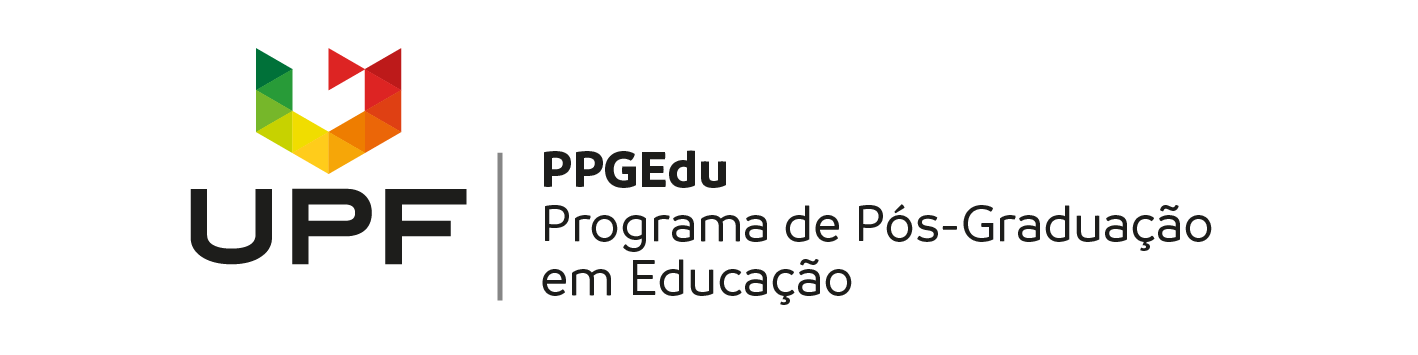 UPF
PPGEdu
Programa de Pós-Graduação
em Educação